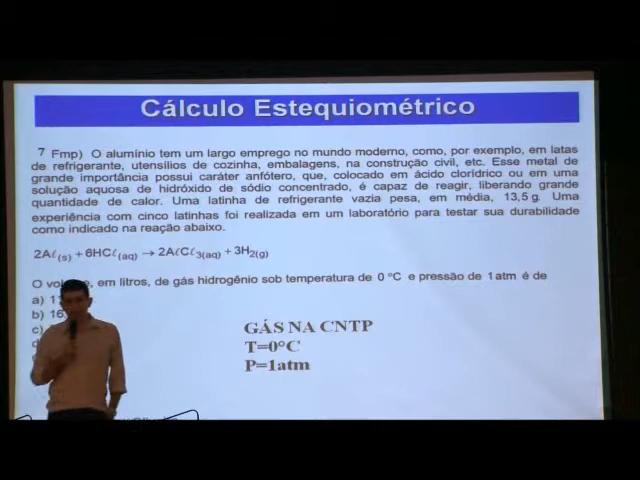 Cálculo Estequiométrico
7 Fmp) O alumínio tem um largo emprego no mundo moderno, como, por exemplo, em latas
de refrigerante, utensílios de cozinha, embalagens, na construção civil, etc. Esse metal de
grande importância possui caráter anfótero, que, colocado em ácido clorídrico ou em uma
solução aquosa de hidróxido de sódio concentrado, é capaz de reagir, liberando grande
quantidade de calor. Uma latinha de refrigerante vazia pesa, em média, 13,5 g. Uma
experiência com cinco latinhas foi realizada em um laboratório para testar sua durabilidade
como indicado na reação abaixo.
2Aℓ(s) + 6HCℓ(aq) → 2AℓCℓ3(aq) + 3H2(g)
O em litros, de gás hidrogênio sob temperatura de 0 °C e pressão de 1 atm é de
a)
b) 16
c)
GÁS NA CNTP
T=0°C
P=1atm